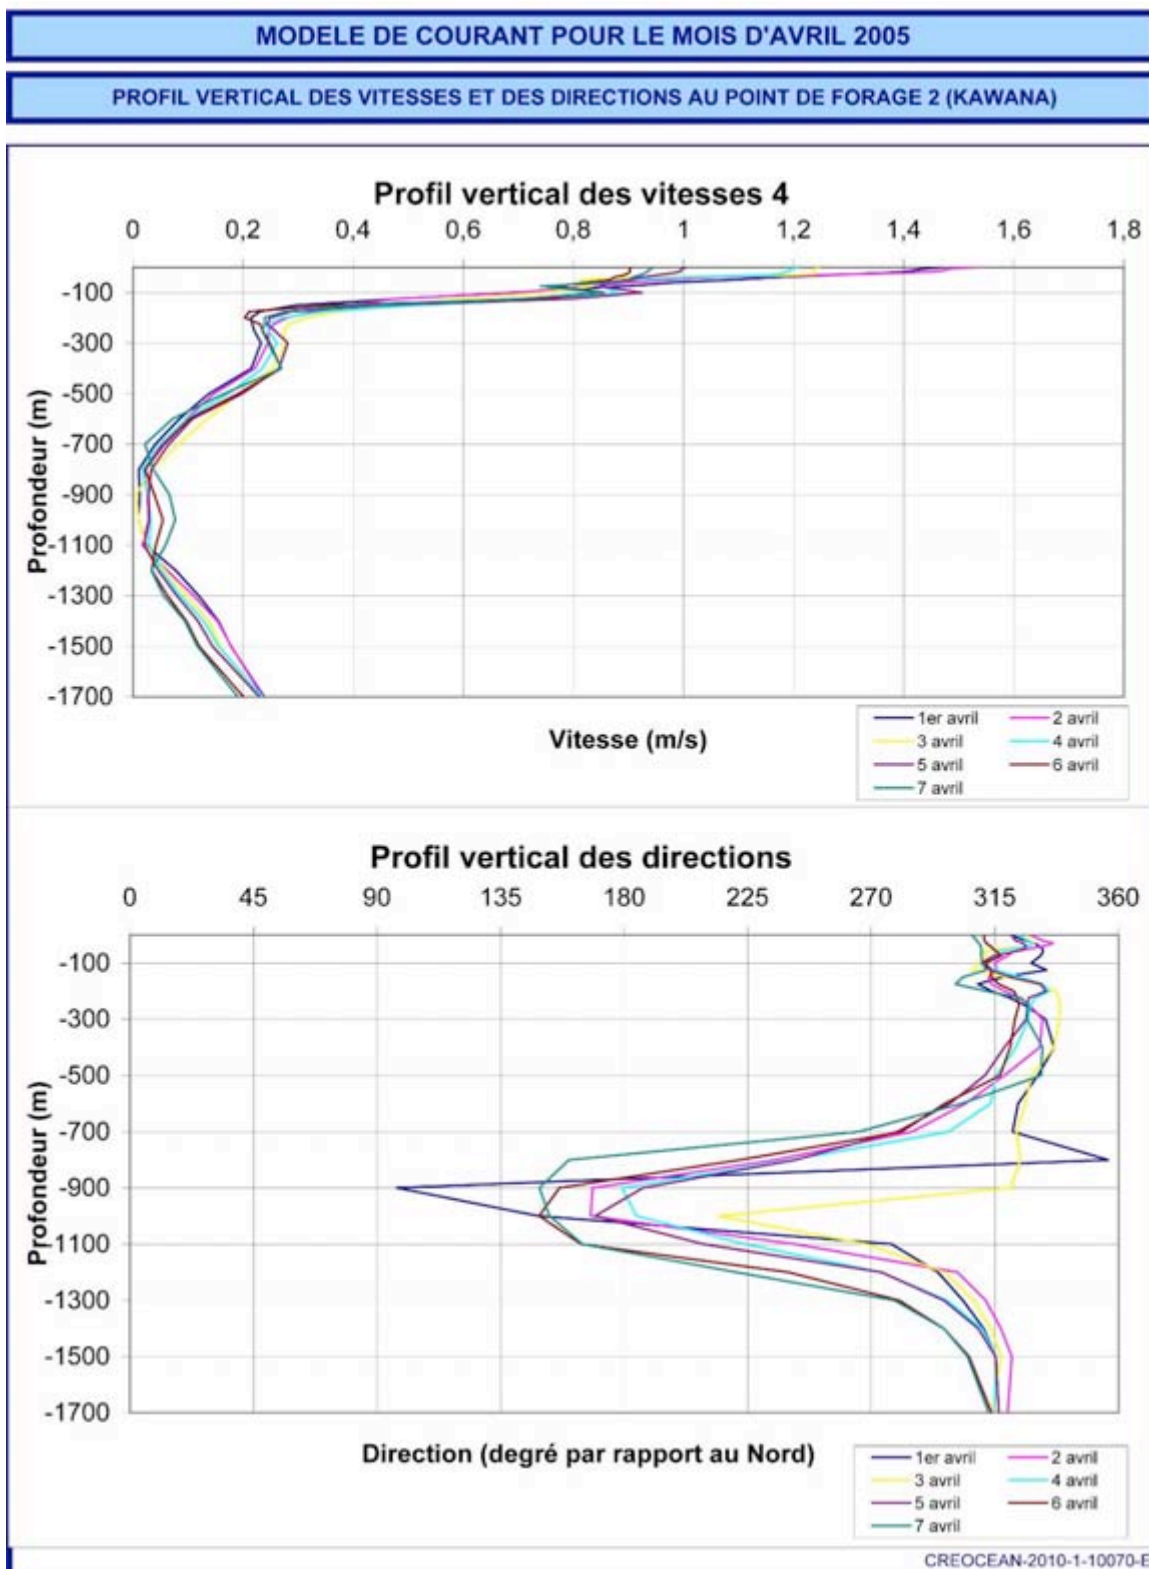 MODELE DE COURANT POUR LE MOIS D'AVRIL 2005
PROFIL VERTICAL DES VITESSES ET DES DIRECTIONS AU POINT DE FORAGE 2 (KAWANA)
Profil vertical des vitesses 4
0 0,2 0,4 0,6 0,8 1 1,2 1,4 1,6 1,8
-100
-300
-500
-700
-900
-1100
-1300
-1500
-1700
Profondeur (m)
Vitesse (m/s)
1er avril 2 avril
3 avril 4 avril
5 avril 6 avril
7 avril
Profil vertical des directions
0 45 90 135 180 225 270 315 360
-100
-300
-500
-700
-900
-1100
-1300
-1500
-1700
Profondeur (m)
Direction (degré par rapport au Nord)
1er avril 2 avril
3 avril 4 avril
5 avril 6 avril
7 avril
CREOCEAN-2010-1-10070-E